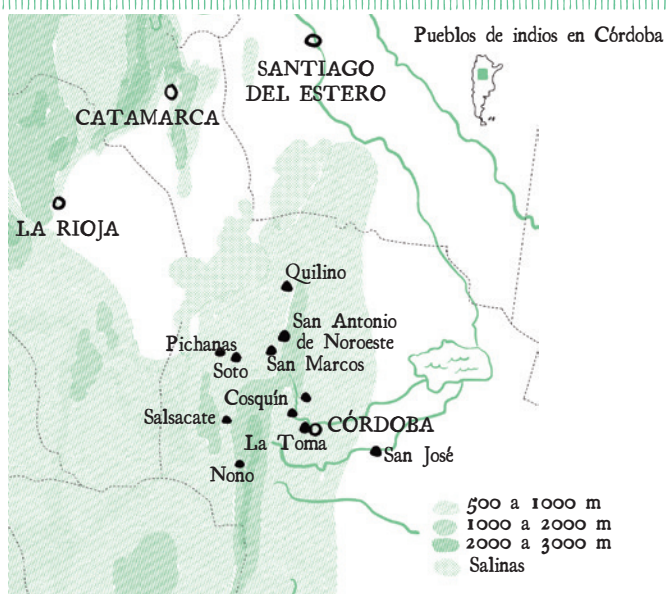 Pueblos de indios en Córdoba
SANTIAGO
DEL ESTERO
CATAMARCA
LA RIOJA
Quilino
San Antonio
de Noroeste
Pichanas
San Marcos
Soto
Cosquín
Salsacate
CÓRDOBA
La Toma
San José
Nono
500 a 1000 m
1000 a 2000 m
2000 a 3000 m
Salinas